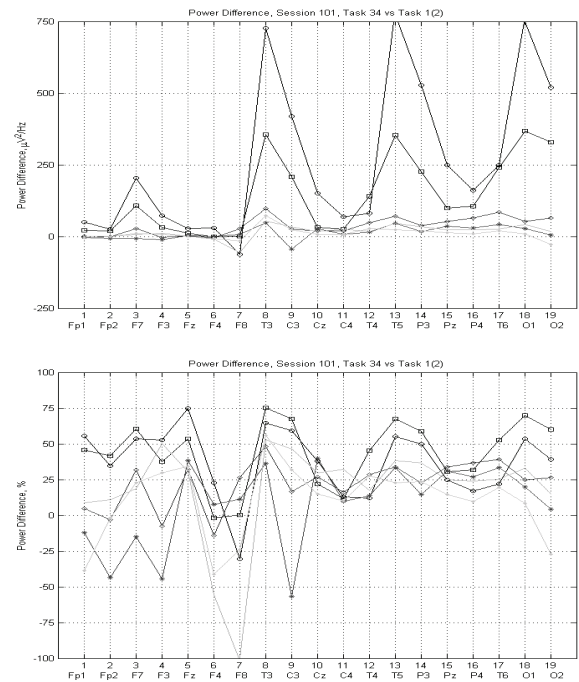 Power Difference, Session 101, Task 34 vs Task 1(2)
750
500
250
0
-250
Power Difference, μV²/Hz
1 2 3 4 5 6 7 8 9 10 11 12 13 14 15 16 17 18 19
Fp1 Fp2 F7 F3 Fz F4 F8 T3 C3 Cz C4 T4 T5 P3 Pz P4 T6 O1 O2
Power Difference, Session 101, Task 34 vs Task 1(2)
100
75
50
25
0
-25
-50
-75
-100
Power Difference, %
1 2 3 4 5 6 7 8 9 10 11 12 13 14 15 16 17 18 19
Fp1 Fp2 F7 F3 Fz F4 F8 T3 C3 Cz C4 T4 T5 P3 Pz P4 T6 O1 O2